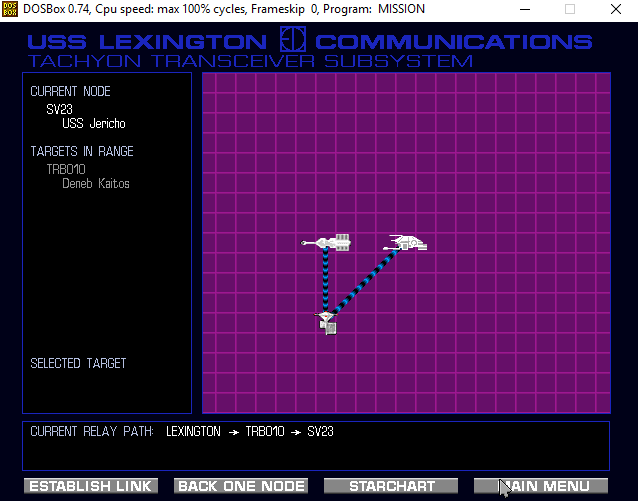 DOS
BOX
DOSBox 0.74, Cpu speed: max 100% cycles, Frameskip 0, Program: MISSION
USS LEXINGTON COMMUNICATIONS
TACHYON TRANSCEIVER SUBSYSTEM
CURRENT NODE
SV23
USS Jericho
TARGETS IN RANGE
TRB010
Deneb Kaitos
SELECTED TARGET
CURRENT RELAY PATH: LEXINGTON → TRB010 → SV23
ESTABLISH LINK BACK ONE NODE STARCHART MAIN MENU